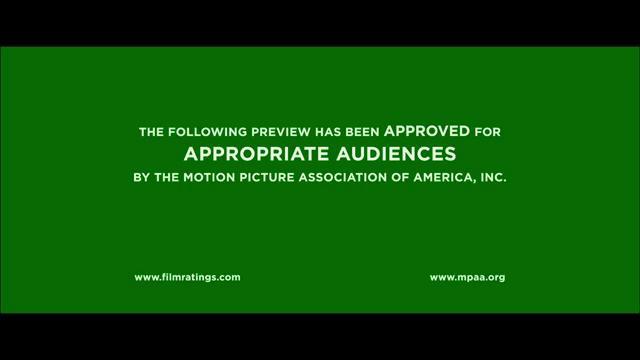 THE FOLLOWING PREVIEW HAS BEEN APPROVED FOR
APPROPRIATE AUDIENCES
BY THE MOTION PICTURE ASSOCIATION OF AMERICA, INC.
www.filmratings.com www.mpaa.org